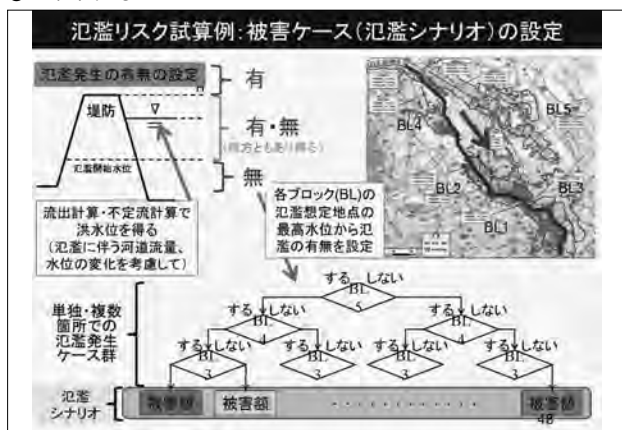 氾濫リスク試算例:被害ケース(氾濫シナリオ)の設定
氾濫発生の有無の設定
有
堤防
有・無
(両方ともあり得る)
氾濫開始水位
無
流出計算・不定流計算で
洪水位を得る
(氾濫に伴う河道流量、
水位の変化を考慮して)
各ブロック(BL)の
氾濫想定地点の
最高水位から氾
濫の有無を設定
BL5
BL4
BL2
BL3
BL1
単独・複数
箇所での
氾濫発生
ケース群
する
しない
BL
5
する
しない
BL
4
する
しない
BL
4
する
しない
BL
3
する
しない
BL
3
する
しない
BL
3
する
しない
BL
3
氾濫
シナリオ
被害額
被害額
・・・・・・・・・・・・
被害額
48